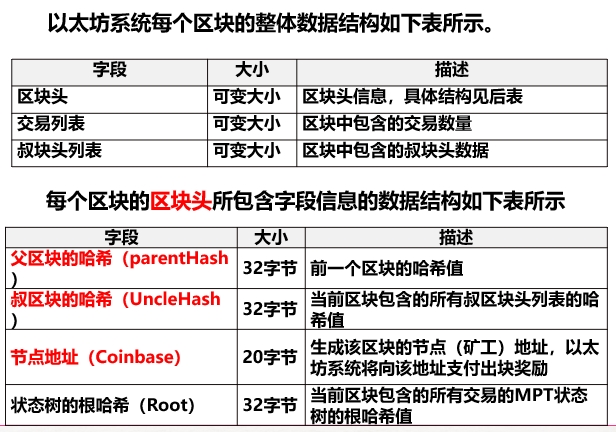 以太坊系统每个区块的整体数据结构如下表所示。
字段 大小 描述
区块头 可变大小 区块头信息，具体结构见后表
交易列表 可变大小 区块中包含的交易数量
叔块头列表 可变大小 区块中包含的叔块头数据
每个区块的区块头所包含字段信息的数据结构如下表所示
字段 大小 描述
父区块的哈希（parentHash
） 32字节 前一个区块的哈希值
叔区块的哈希（UncleHash
） 32字节 当前区块包含的所有叔区块头列表的哈
希值
节点地址（Coinbase） 20字节 生成该区块的节点（矿工）地址，以太
坊系统将向该地址支付出块奖励
状态树的根哈希（Root） 32字节 当前区块包含的所有交易的MPT状态
树的根哈希值